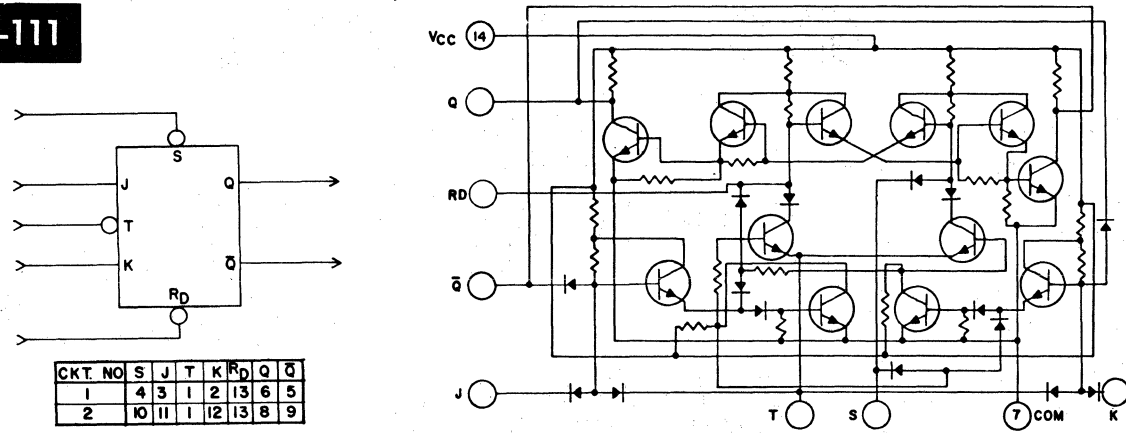 -111
S
J Q
T
K Q̄
RD
CKT. NO S J T K RD Q Q̄
1 4 3 1 2 13 6 5
2 10 11 1 12 13 8 9
VCC 14
Q
RD
Q̄
J
T
S
7 COM
K